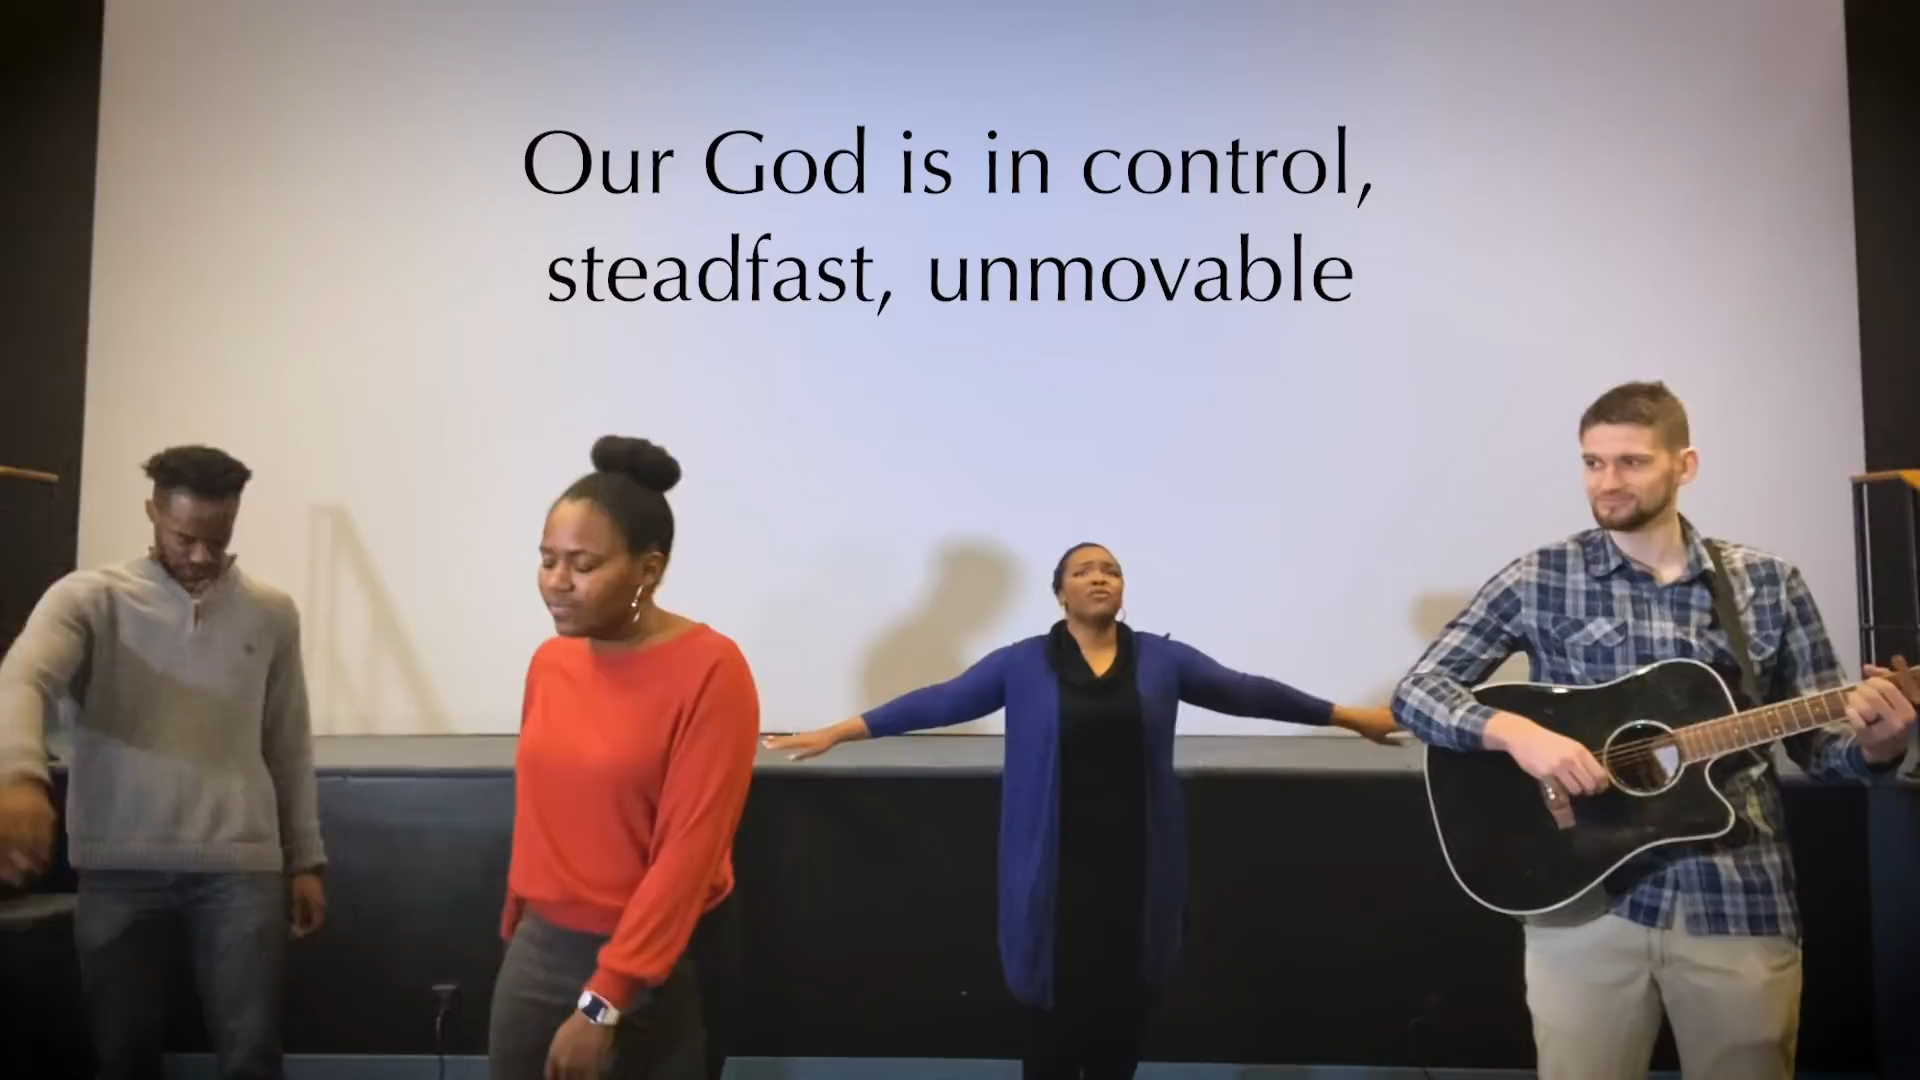 Our God is in control,
steadfast, unmovable